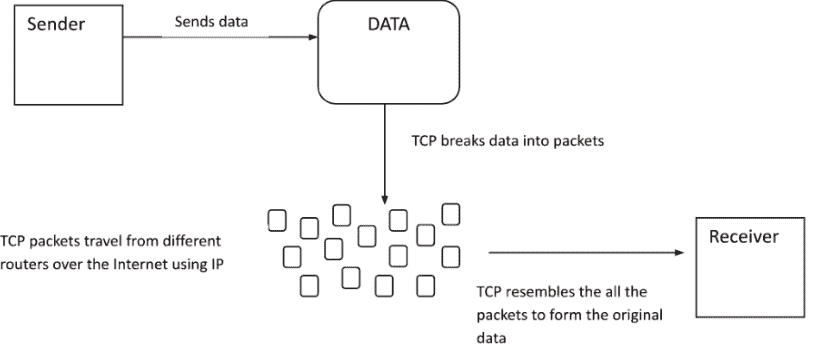 Sender
Sends data
DATA
TCP breaks data into packets
TCP packets travel from different
routers over the Internet using IP
Receiver
TCP resembles the all the
packets to form the original
data